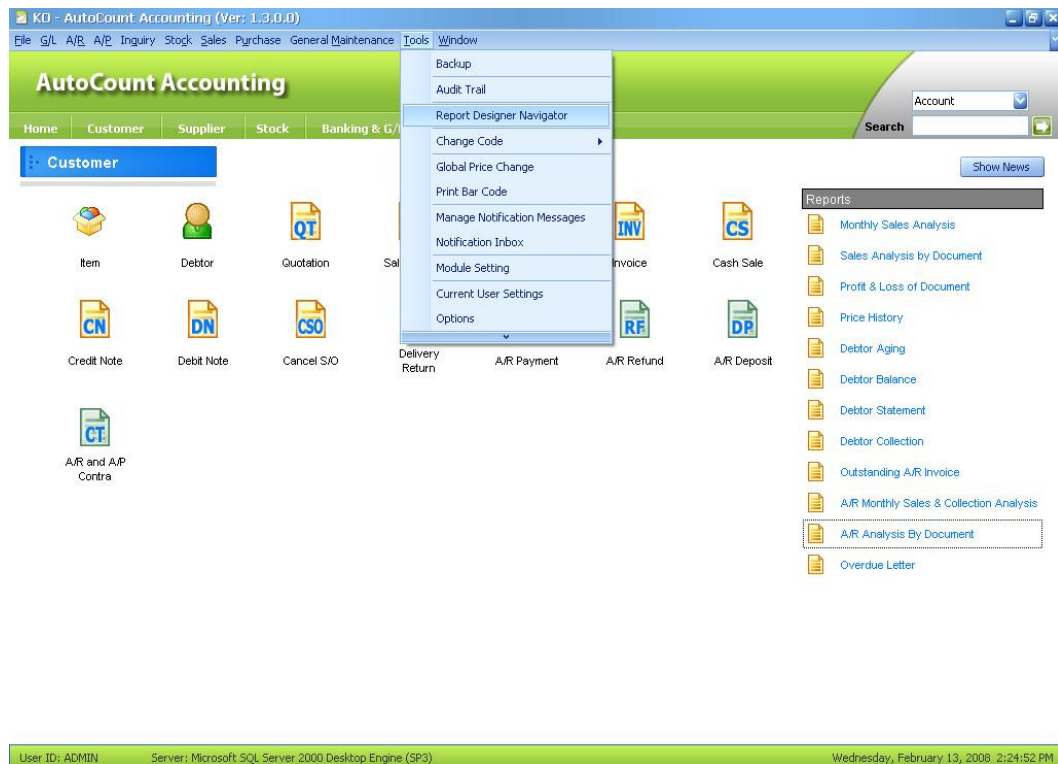 KO - AutoCount Accounting (Ver: 1.3.0.0)
File G/L A/R A/P Inquiry Stock Sales Purchase General Maintenance Tools Window
AutoCount Accounting
Account
Search
Home Customer Supplier Stock Banking & G/
Backup
Audit Trail
Report Designer Navigator
Change Code
Global Price Change
Print Bar Code
Manage Notification Messages
Notification Inbox
Module Setting
Current User Settings
Options
Customer
Show News
Item
Debtor
QT
Quotation
Sal
INV
nvoice
CS
Cash Sale
CN
Credit Note
DN
Debit Note
CSO
Cancel S/O
Delivery
Return
A/R Payment
RF
A/R Refund
DP
A/R Deposit
CT
A/R and A/P
Contra
Reports
Monthly Sales Analysis
Sales Analysis by Document
Profit & Loss of Document
Price History
Debtor Aging
Debtor Balance
Debtor Statement
Debtor Collection
Outstanding A/R Invoice
A/R Monthly Sales & Collection Analysis
A/R Analysis By Document
Overdue Letter
User ID: ADMIN Server: Microsoft SQL Server 2000 Desktop Engine (SP3) Wednesday, February 13, 2008 2:24:52 PM